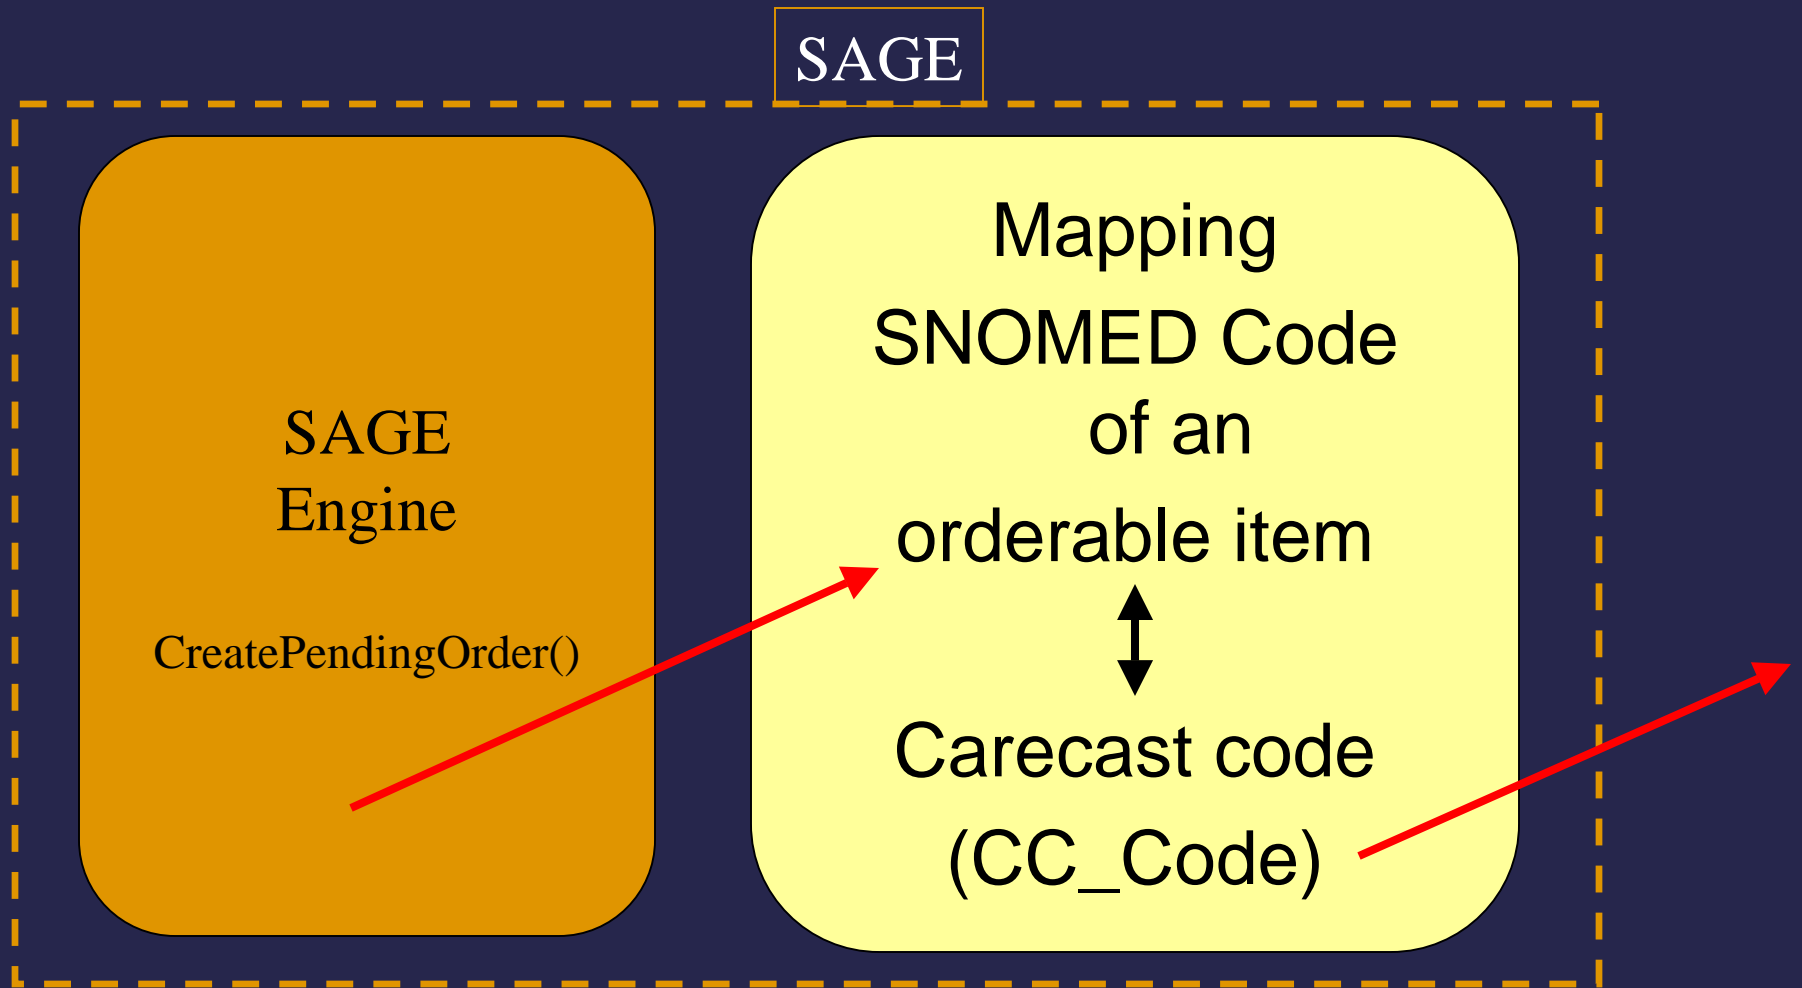 SAGE
SAGE
Engine
CreatePendingOrder()
Mapping
SNOMED Code
of an
orderable item
Carecast code
(CC_Code)